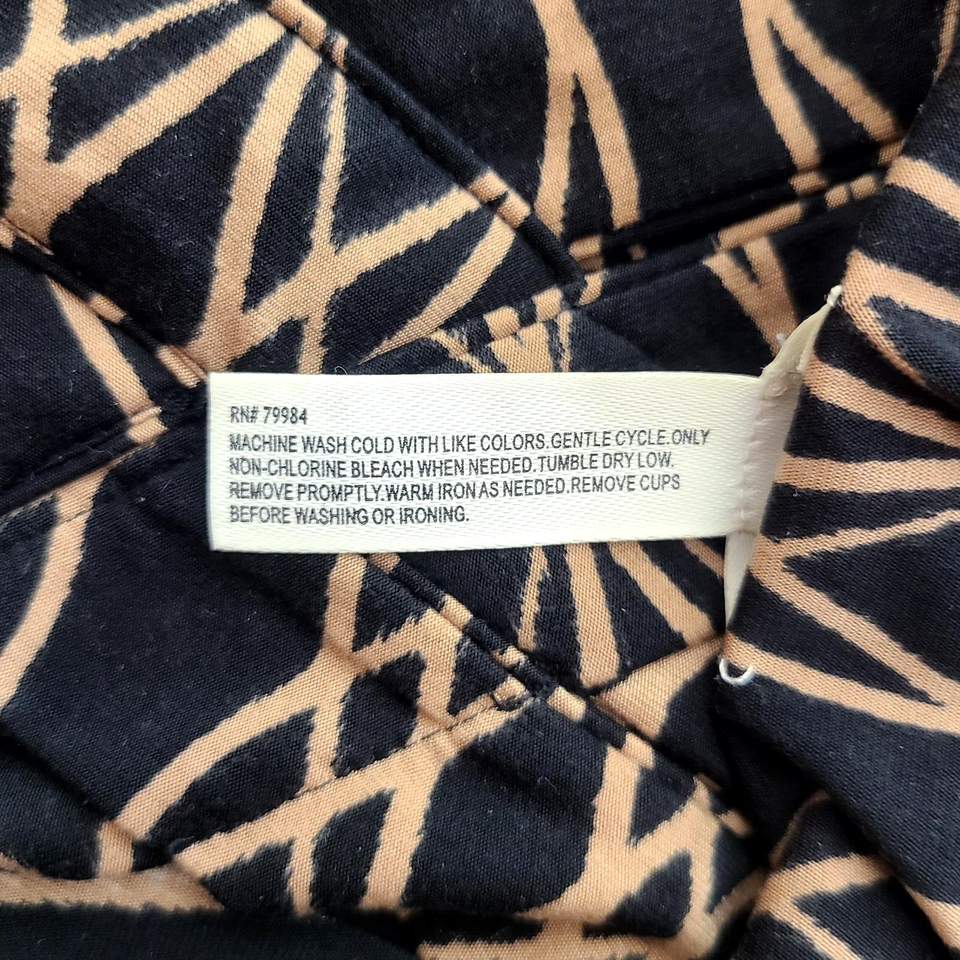 RN# 79984
MACHINE WASH COLD WITH LIKE COLORS.GENTLE CYCLE.ONLY
NON-CHLORINE BLEACH WHEN NEEDED.TUMBLE DRY LOW.
REMOVE PROMPTLY.WARM IRON AS NEEDED.REMOVE CUPS
BEFORE WASHING OR IRONING.